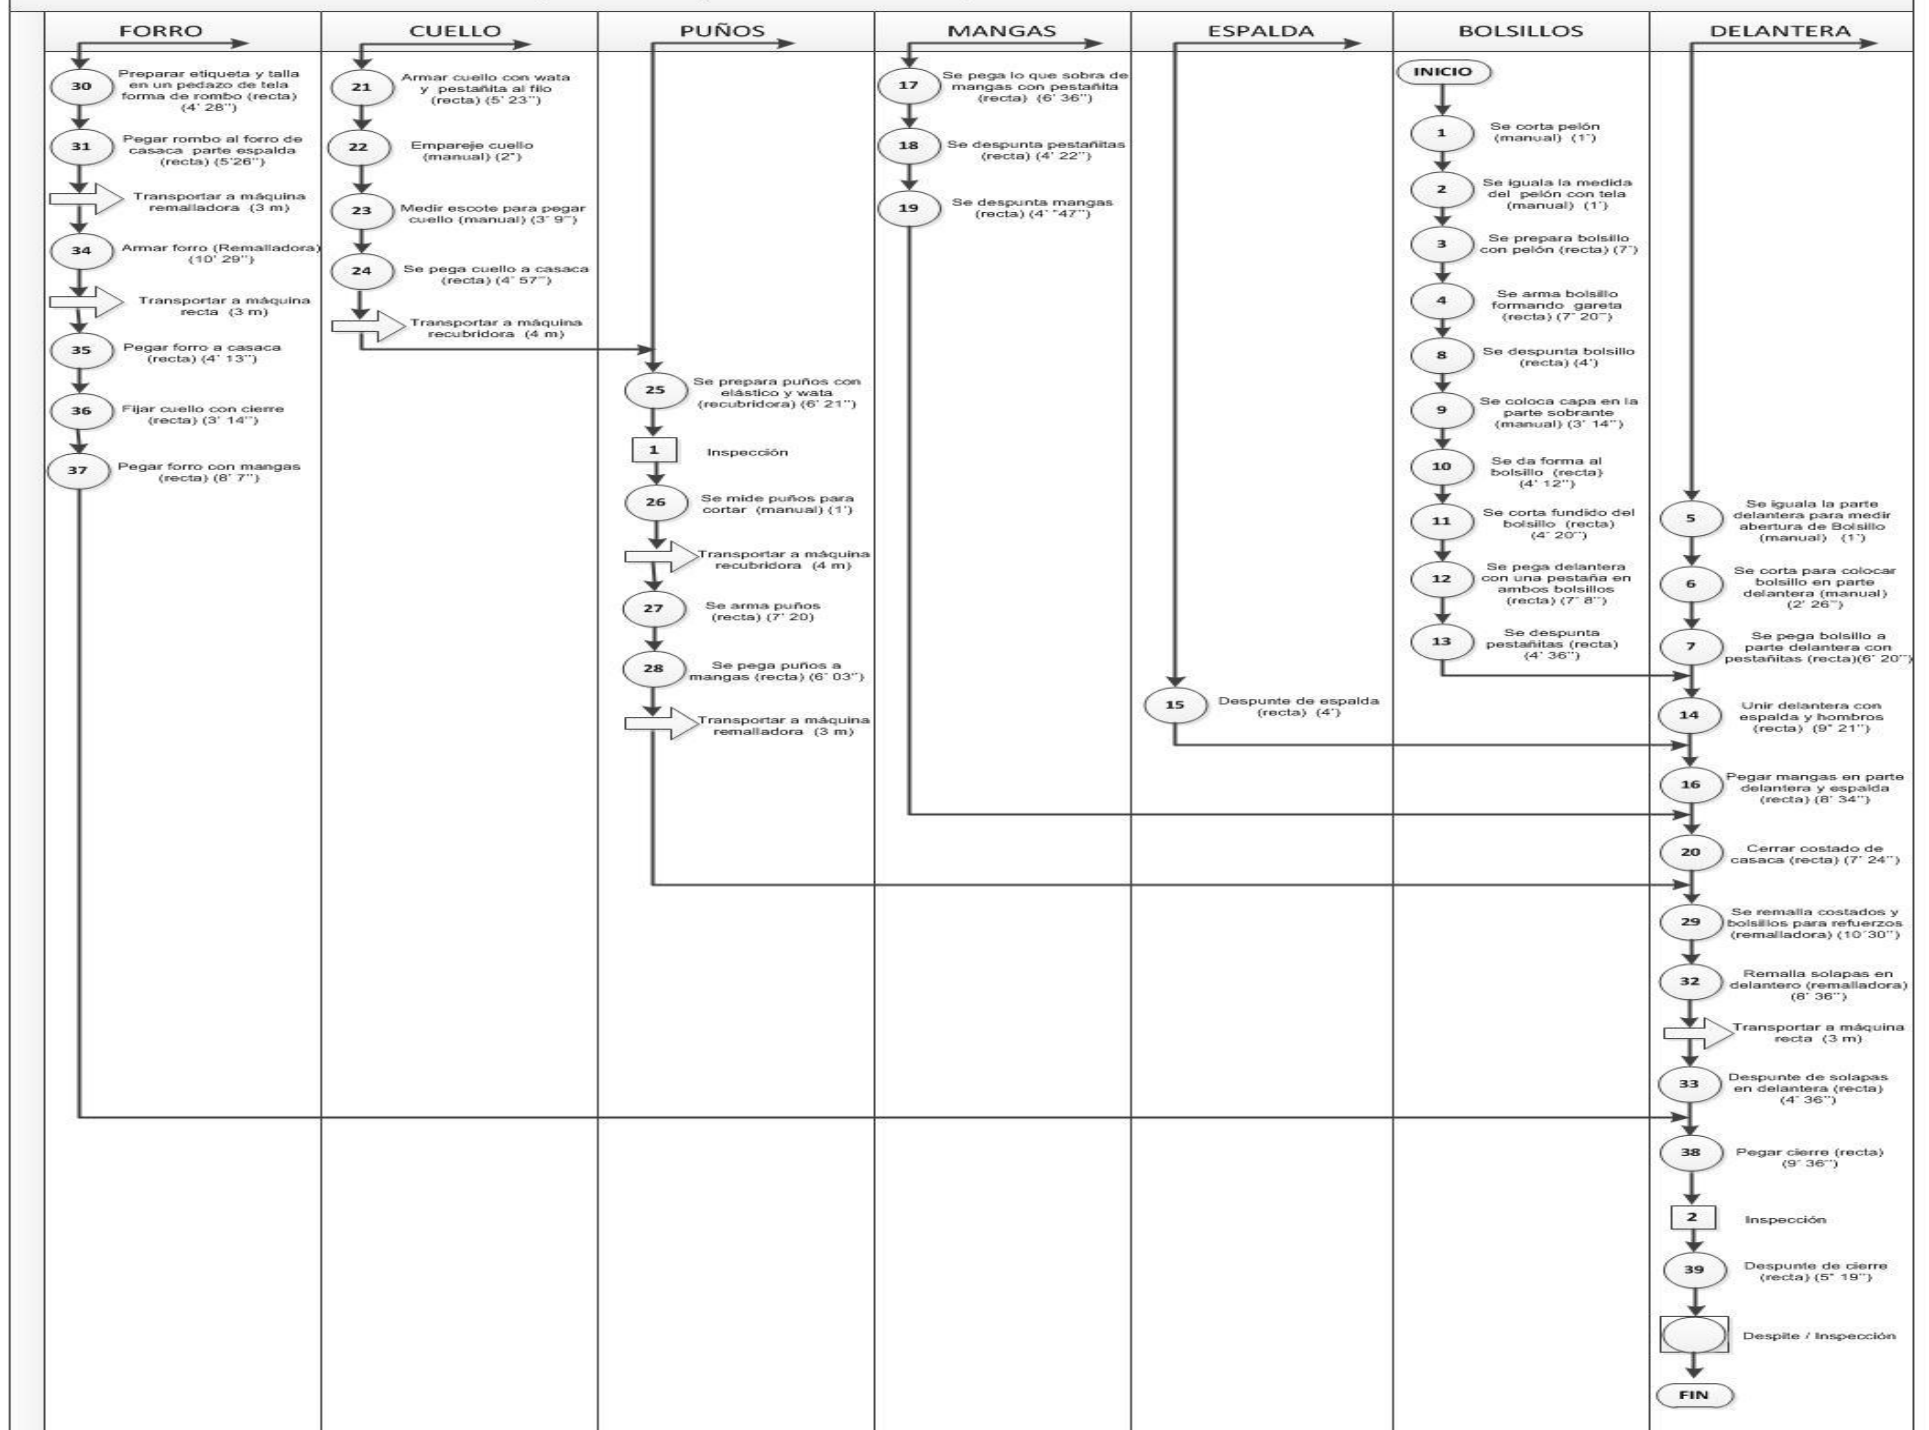 FORRO
CUELLO
PUÑOS
MANGAS
ESPALDA
BOLSILLOS
DELANTERA
30
Preparar etiqueta y talla
en un pedazo de tela
forma de rombo (recta)
(4' 28'')
31
Pegar rombo al forro de
casaca parte espalda
(recta) (5'26'')
Transportar a máquina
remalladora (3 m)
34
Armar forro (Remalladora)
(10' 29'')
Transportar a máquina
recta (3 m)
35
Pegar forro a casaca
(recta) (4' 13'')
36
Fijar cuello con cierre
(recta) (3' 14'')
37
Pegar forro con mangas
(recta) (8' 7'')
21
Armar cuello con wata
y pestañita al filo
(recta) (5' 23'')
22
Empareje cuello
(manual) (2")
23
Medir escote para pegar
cuello (manual) (3' 9'')
24
Se pega cuello a casaca
(recta) (4' 57'')
Transportar a máquina
recubridora (4 m)
25
Se prepara puños con
elástico y wata
(recubridora) (6' 21'')
1
Inspección
26
Se mide puños para
cortar (manual) (1')
Transportar a máquina
recubridora (4 m)
27
Se arma puños
(recta) (7' 20)
28
Se pega puños a
mangas (recta) (6' 03'')
Transportar a máquina
remalladora (3 m)
17
Se pega lo que sobra de
mangas con pestañita
(recta) (6' 36'')
18
Se despunta pestañitas
(recta) (4' 22'')
19
Se despunta mangas
(recta) (4' "47'')
15
Despunte de espalda
(recta) (4')
INICIO
1
Se corta pelón
(manual) (1')
2
Se iguala la medida
del pelón con tela
(manual) (1')
3
Se prepara bolsillo
con pelón (recta) (7')
4
Se arma bolsillo
formando gareta
(recta) (7' 20'')
8
Se despunta bolsillo
(recta) (4')
9
Se coloca capa en la
parte sobrante
(manual) (3' 14'')
10
Se da forma al
bolsillo (recta)
(4' 12'')
11
Se corta fundido del
bolsillo (recta)
(4' 20'')
12
Se pega delantera
con una pestaña en
ambos bolsillos
(recta) (7' 8'')
13
Se despunta
pestañitas (recta)
(4' 36'')
5
Se iguala la parte
delantera para medir
abertura de Bolsillo
(manual) (1')
6
Se corta para colocar
bolsillo en parte
delantera (manual)
(2' 26'')
7
Se pega bolsillo a
parte delantera con
pestañitas (recta)(6' 20'')
14
Unir delantera con
espalda y hombros
(recta) (9" 21'')
16
Pegar mangas en parte
delantera y espalda
(recta) (8' 34'')
20
Cerrar costado de
casaca (recta) (7' 24'')
29
Se remalla costados y
bolsillos para refuerzos
(remalladora) (10'30'')
32
Remalla solapas en
delantero (remalladora)
(8' 36'')
Transportar a máquina
recta (3 m)
33
Despunte de solapas
en delantera (recta)
(4' 36'')
38
Pegar cierre (recta)
(9' 36'')
2
Inspección
39
Despunte de cierre
(recta) (5" 19'')
Despite / Inspección
FIN